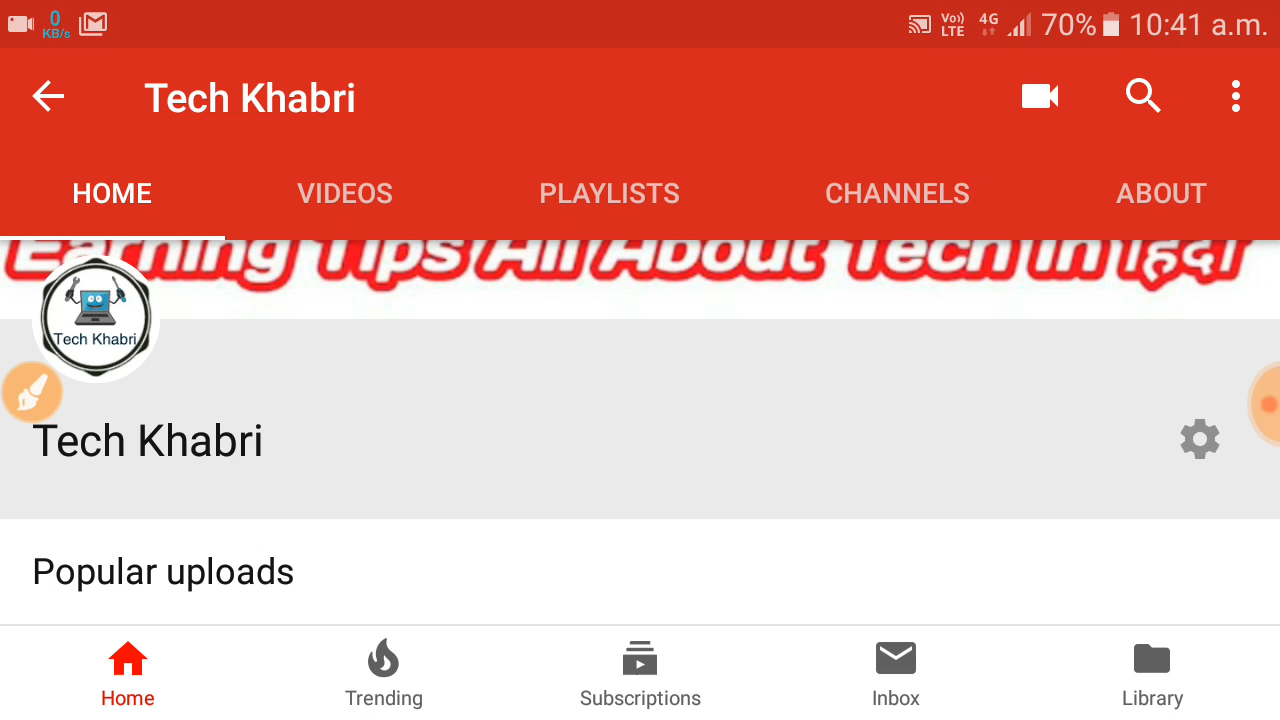 0
KB/s
Vo))
LTE
4G
70%
10:41 a.m.
Tech Khabri
HOME
VIDEOS
PLAYLISTS
CHANNELS
ABOUT
Earning Tips All About Tech In हिंदी
Tech Khabri
Tech Khabri
Popular uploads
Home
Trending
Subscriptions
Inbox
Library